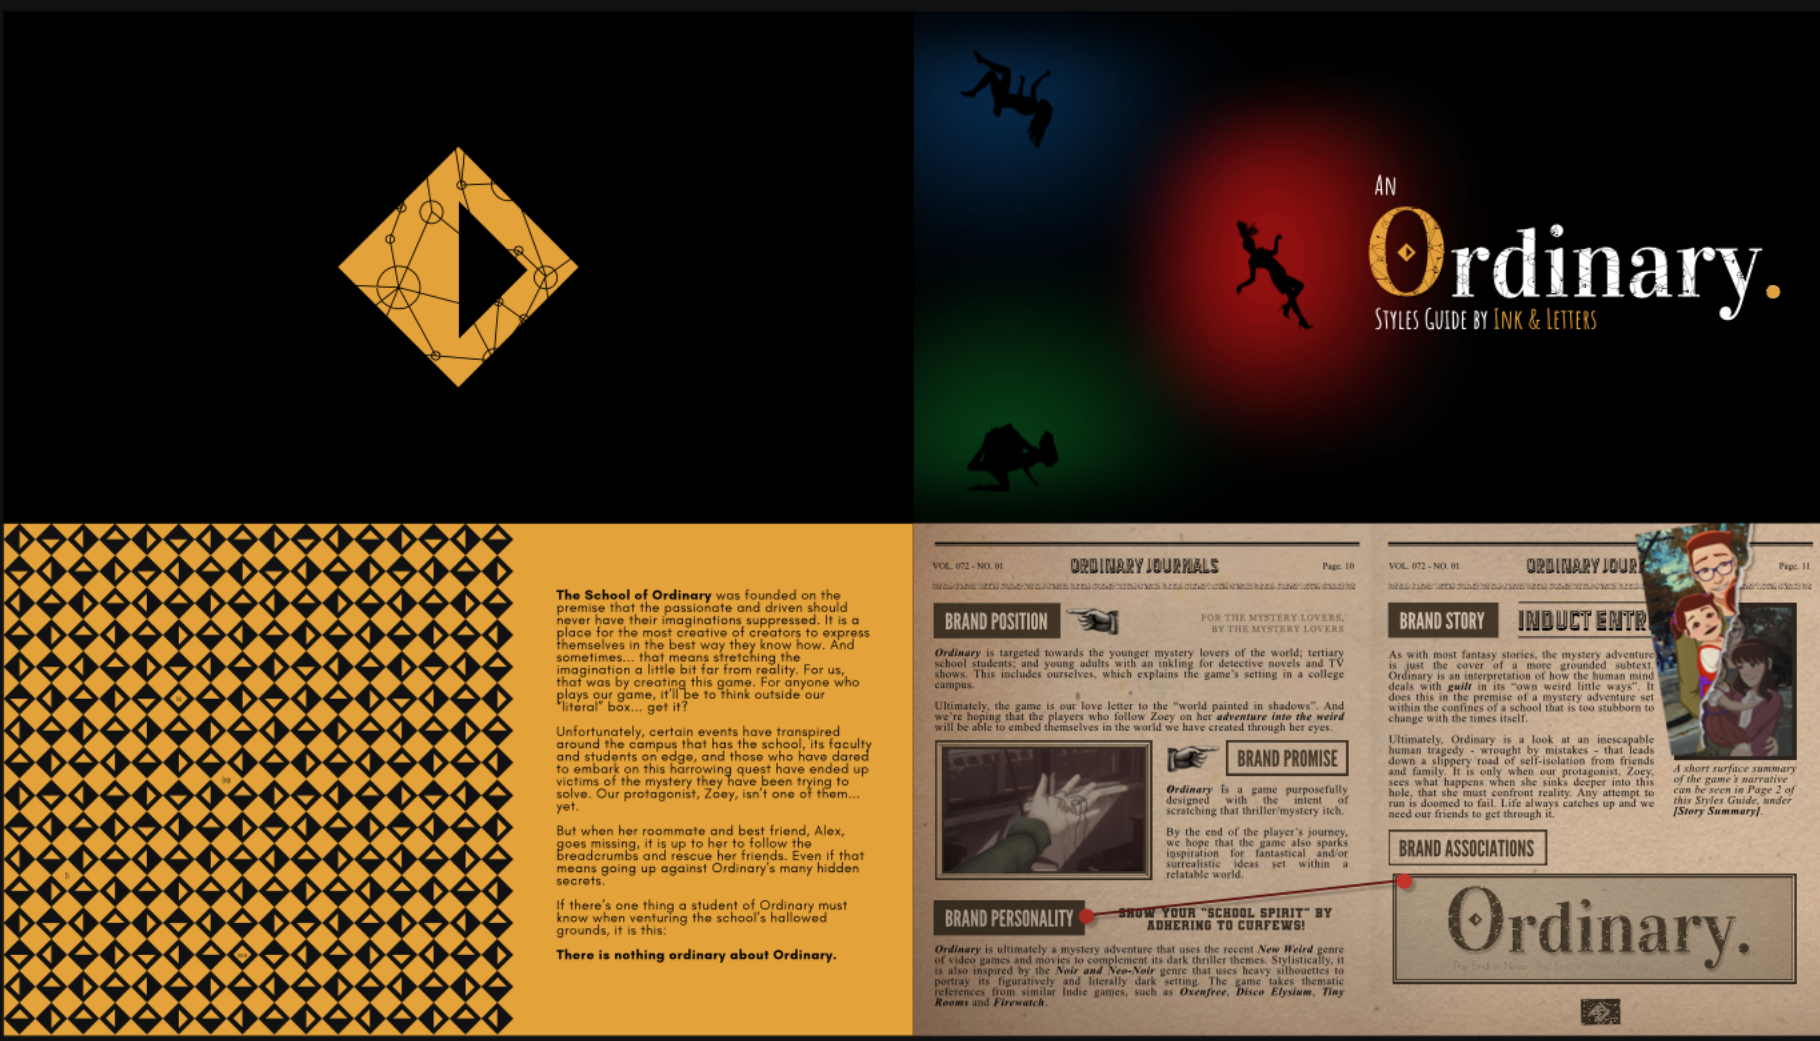 An
Ordinary.
Styles Guide by Ink & Letters
The School of Ordinary was founded on the
premise that the passionate and driven should
never have their imaginations suppressed. It is a
place for the most creative of creators to express
themselves in the best way they know how. And
sometimes... that means stretching the
imagination a little bit far from reality. For us,
that was by creating this game. For anyone who
plays our game, it'll be to think outside our
"literal" box... get it?
Unfortunately, certain events have transpired
around the campus that has the school, its faculty
and students on edge, and those who have dared
to embark on this harrowing quest have ended up
victims of the mystery they have been trying to
solve. Our protagonist, Zoey, isn't one of them...
yet.
But when her roommate and best friend, Alex,
goes missing, it is up to her to follow the
breadcrumbs and rescue her friends. Even if that
means going up against Ordinary's many hidden
secrets.
If there's one thing a student of Ordinary must
know when venturing the school's hallowed
grounds, it is this:
There is nothing ordinary about Ordinary.
VOL. 072 - NO. 01
ORDINARY JOURNALS
Page. 10
BRAND POSITION
FOR THE MYSTERY LOVERS,
BY THE MYSTERY LOVERS
Ordinary is targeted towards the younger mystery lovers of the world; tertiary
school students; and young adults with an inkling for detective novels and TV
shows. This includes ourselves, which explains the game's setting in a college
campus.
Ultimately, the game is our love letter to the "world painted in shadows". And
we're hoping that the players who follow Zoey on her adventure into the weird
will be able to embed themselves in the world we have created through her eyes.
BRAND PROMISE
Ordinary is a game purposefully
designed with the intent of
scratching that thriller/mystery itch.
By the end of the player's journey,
we hope that the game also sparks
inspiration for fantastical and/or
surrealistic ideas set within a
relatable world.
BRAND PERSONALITY
SHOW YOUR "SCHOOL SPIRIT" BY
ADHERING TO CURFEWS!
Ordinary is ultimately a mystery adventure that uses the recent New Weird genre
of video games and movies to complement its dark thriller themes. Stylistically, it
is also inspired by the Noir and Neo-Noir genre that uses heavy silhouettes to
portray its figuratively and literally dark setting. The game takes thematic
references from similar Indie games, such as Oxenfree, Disco Elysium, Tiny
Rooms and Firewatch.
VOL. 072 - NO. 01
ORDINARY JOUR
Page. 11
BRAND STORY
INDUCT ENTR
As with most fantasy stories, the mystery adventure
is just the cover of a more grounded subtext.
Ordinary is an interpretation of how the human mind
deals with guilt in its "own weird little ways". It
does this in the premise of a mystery adventure set
within the confines of a school that is too stubborn to
change with the times itself.
Ultimately, Ordinary is a look at an inescapable
human tragedy - wrought by mistakes - that leads
down a slippery road of self-isolation from friends
and family. It is only when our protagonist, Zoey,
sees what happens when she sinks deeper into this
hole, that she must confront reality. Any attempt to
run is doomed to fail. Life always catches up and we
need our friends to get through it.
A short surface summary
of the game's narrative
can be seen in Page 2 of
this Styles Guide, under
[Story Summary].
BRAND ASSOCIATIONS
Ordinary.